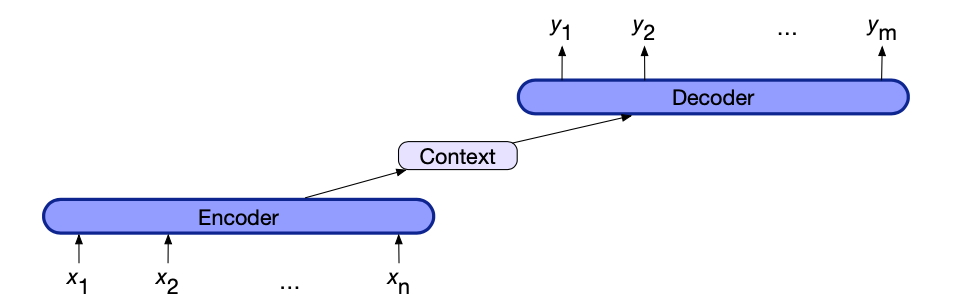 y1 y2 ... ym
Decoder
Context
Encoder
x1 x2 ... xn